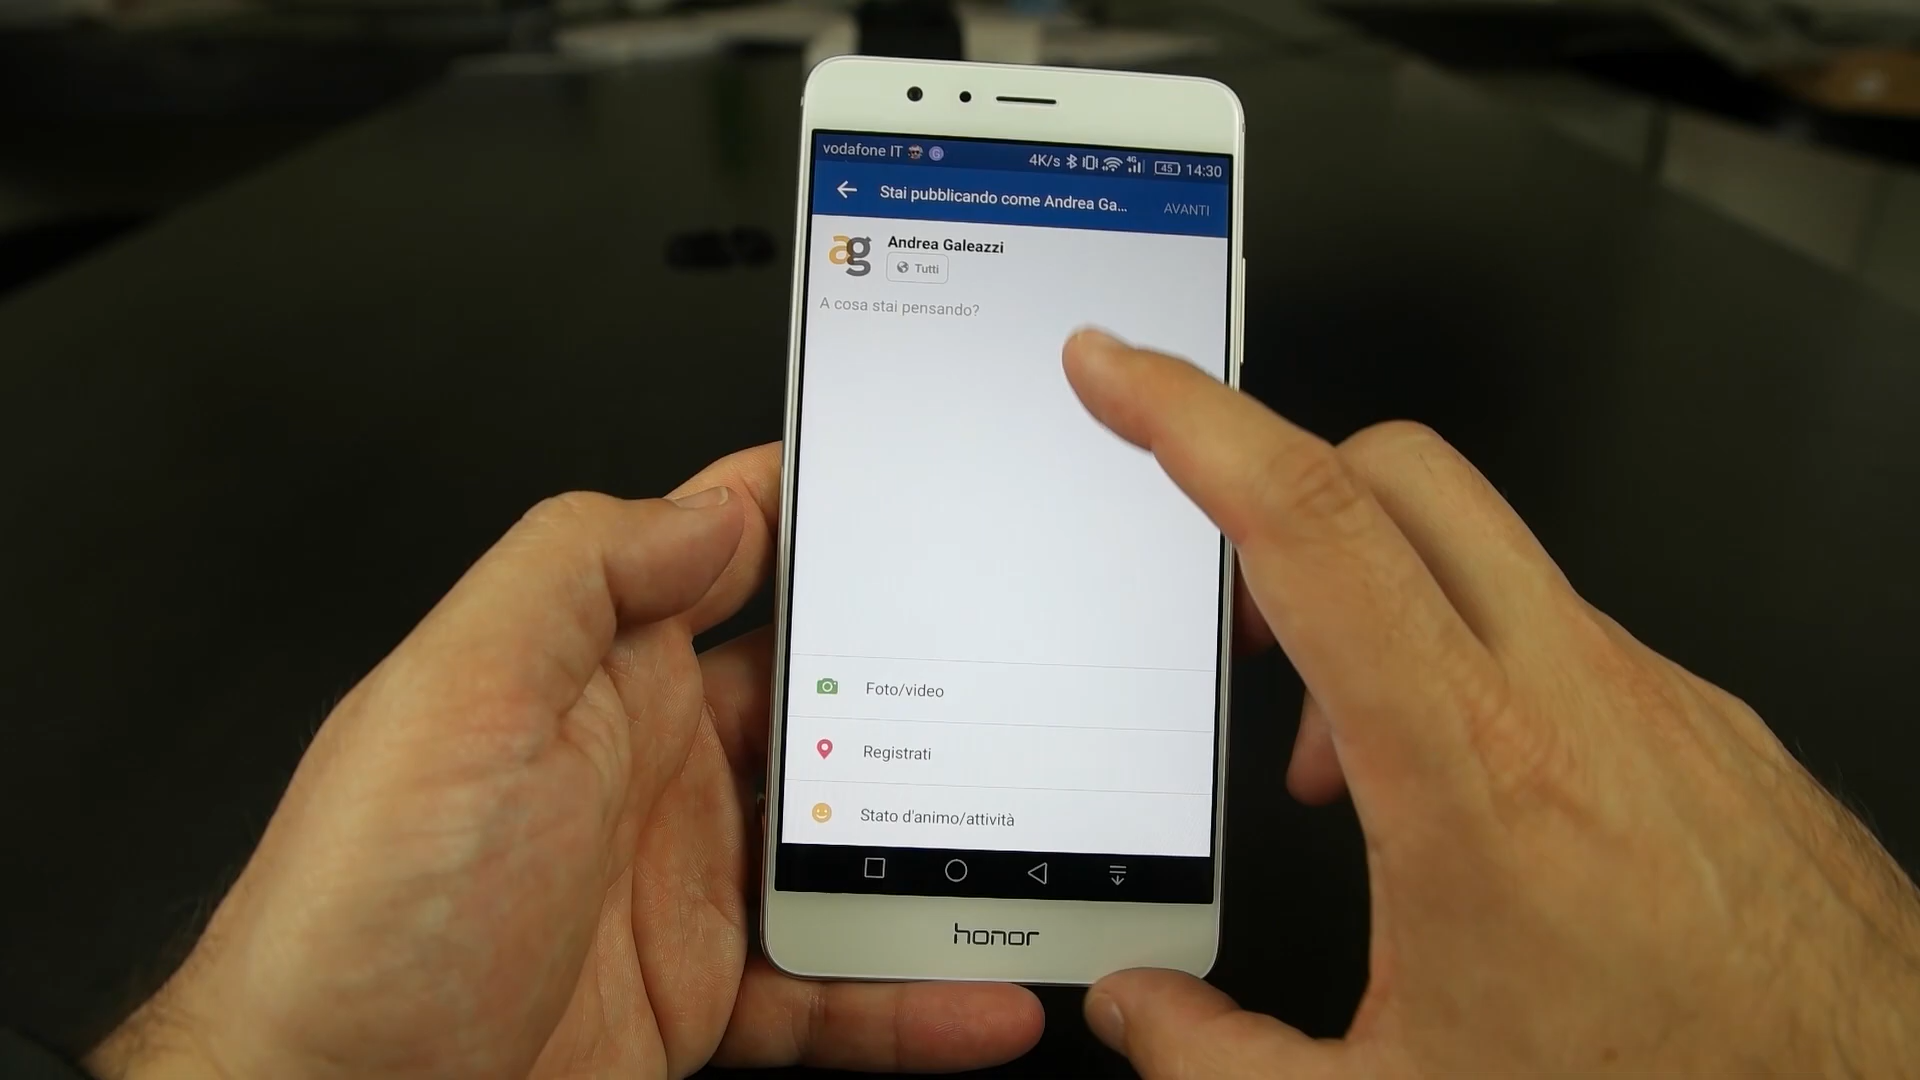 vodafone IT
4K/s 4G 45 14:30
Stai pubblicando come Andrea Ga...
AVANTI
ag
Andrea Galeazzi
Tutti
A cosa stai pensando?
Foto/video
Registrati
Stato d'animo/attività
honor